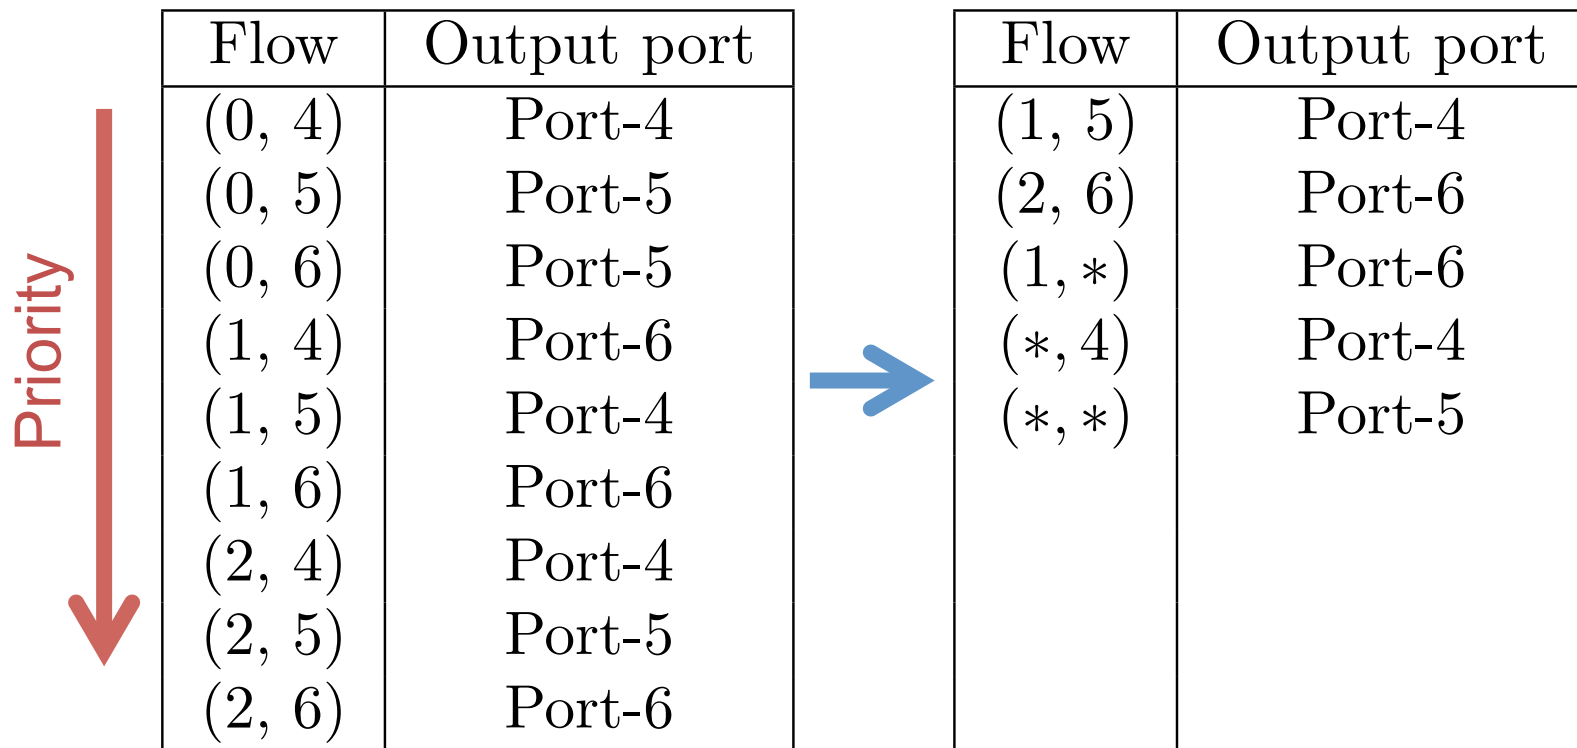 Priority
Flow Output port
(0, 4) Port-4
(0, 5) Port-5
(0, 6) Port-5
(1, 4) Port-6
(1, 5) Port-4
(1, 6) Port-6
(2, 4) Port-4
(2, 5) Port-5
(2, 6) Port-6
Flow Output port
(1, 5) Port-4
(2, 6) Port-6
(1, *) Port-6
(*, 4) Port-4
(*, *) Port-5